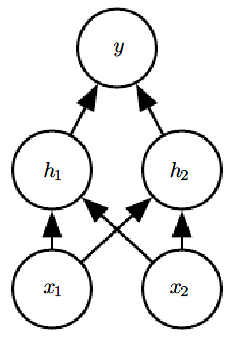 y
h₁ h₂
x₁ x₂